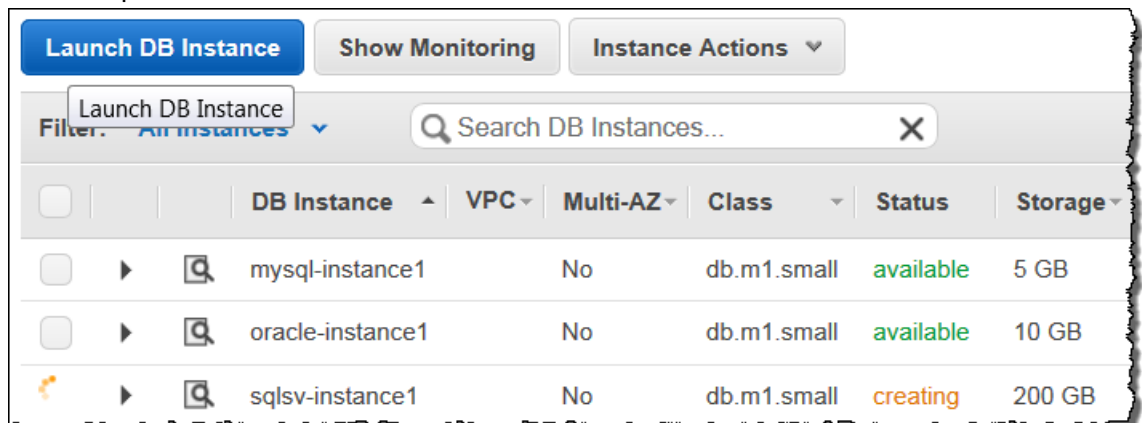 Launch DB Instance Show Monitoring Instance Actions
Launch DB Instance
Filter: All Instances Search DB Instances...
DB Instance VPC Multi-AZ Class Status Storage
mysql-instance1 No db.m1.small available 5 GB
oracle-instance1 No db.m1.small available 10 GB
sqlsv-instance1 No db.m1.small creating 200 GB